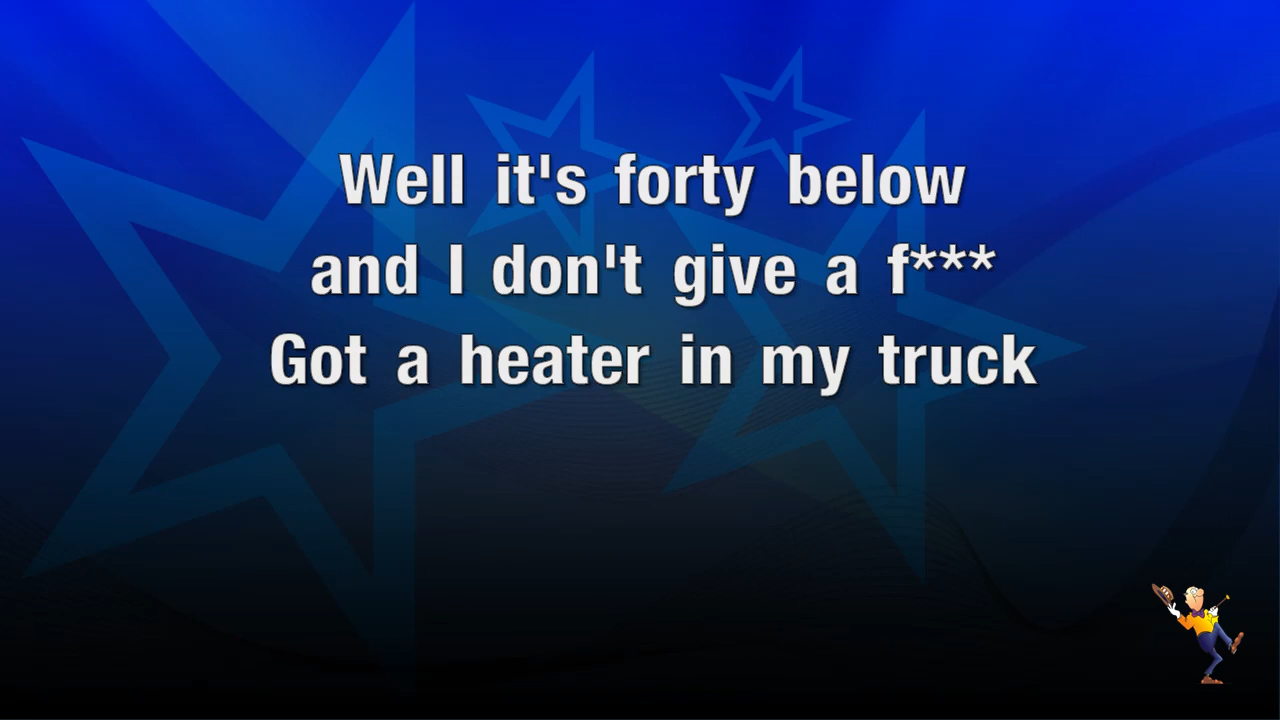 Well it's forty below
and I don't give a f***
Got a heater in my truck